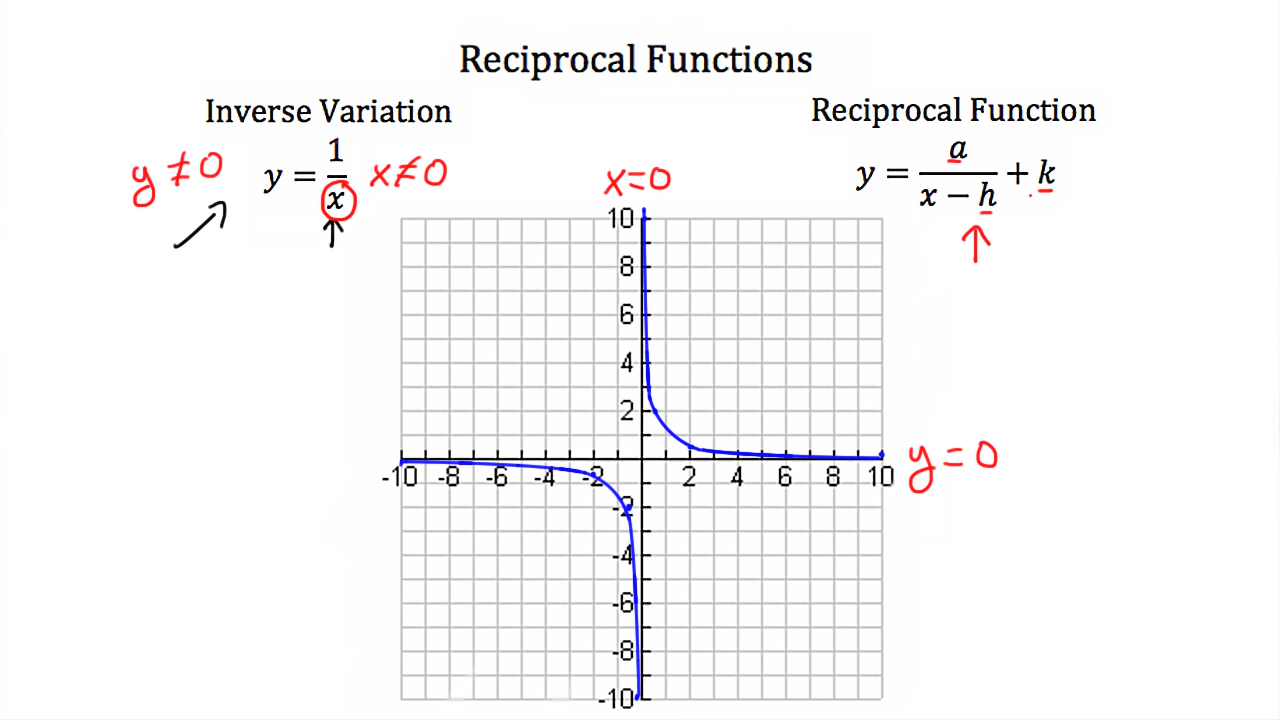 Reciprocal Functions
Inverse Variation
Reciprocal Function
y ≠ 0
y = 1/x
x ≠ 0
x = 0
y = a/(x − h) + k
10
8
6
4
2
-10 -8 -6 -4 -2 2 4 6 8 10
y = 0
-2
-4
-6
-8
-10